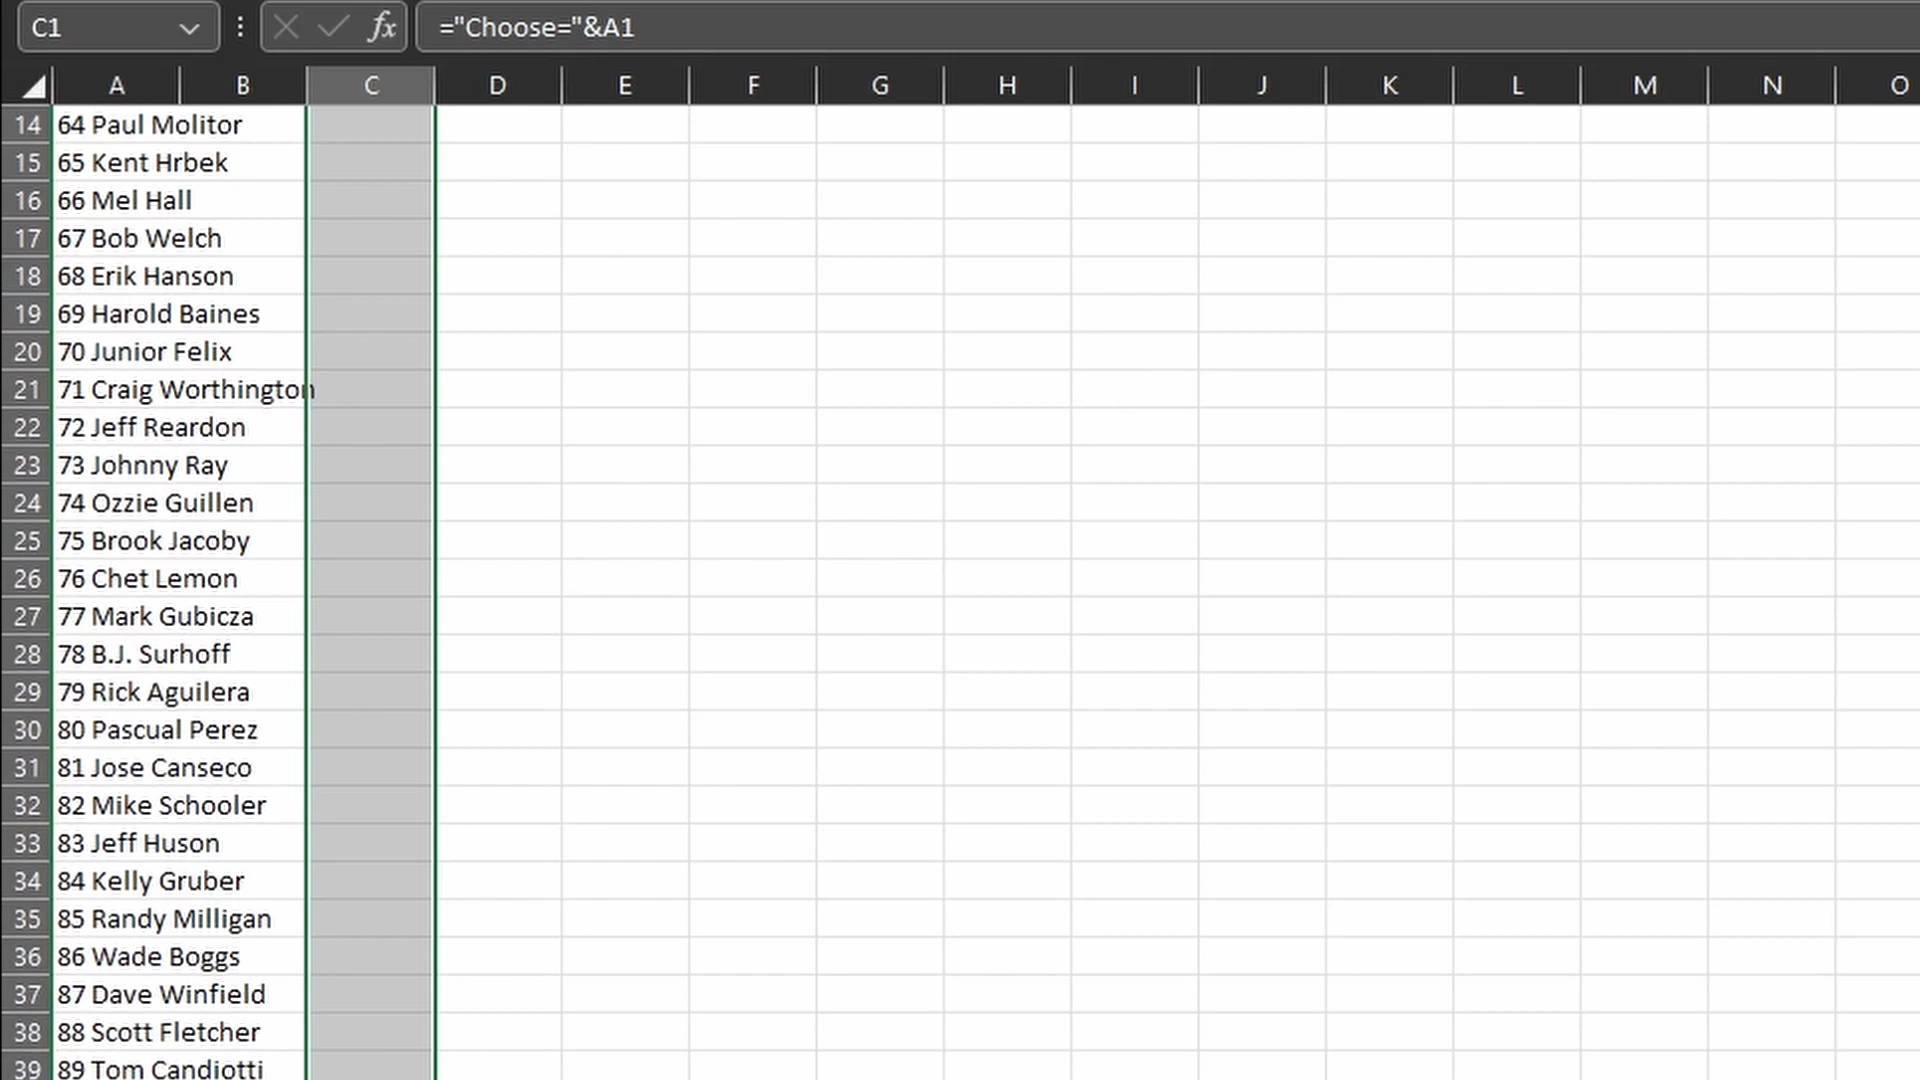 C1 fx ="Choose="&A1
A B C D E F G H I J K L M N O
14 64 Paul Molitor
15 65 Kent Hrbek
16 66 Mel Hall
17 67 Bob Welch
18 68 Erik Hanson
19 69 Harold Baines
20 70 Junior Felix
21 71 Craig Worthington
22 72 Jeff Reardon
23 73 Johnny Ray
24 74 Ozzie Guillen
25 75 Brook Jacoby
26 76 Chet Lemon
27 77 Mark Gubicza
28 78 B.J. Surhoff
29 79 Rick Aguilera
30 80 Pascual Perez
31 81 Jose Canseco
32 82 Mike Schooler
33 83 Jeff Huson
34 84 Kelly Gruber
35 85 Randy Milligan
36 86 Wade Boggs
37 87 Dave Winfield
38 88 Scott Fletcher
39 89 Tom Candiotti